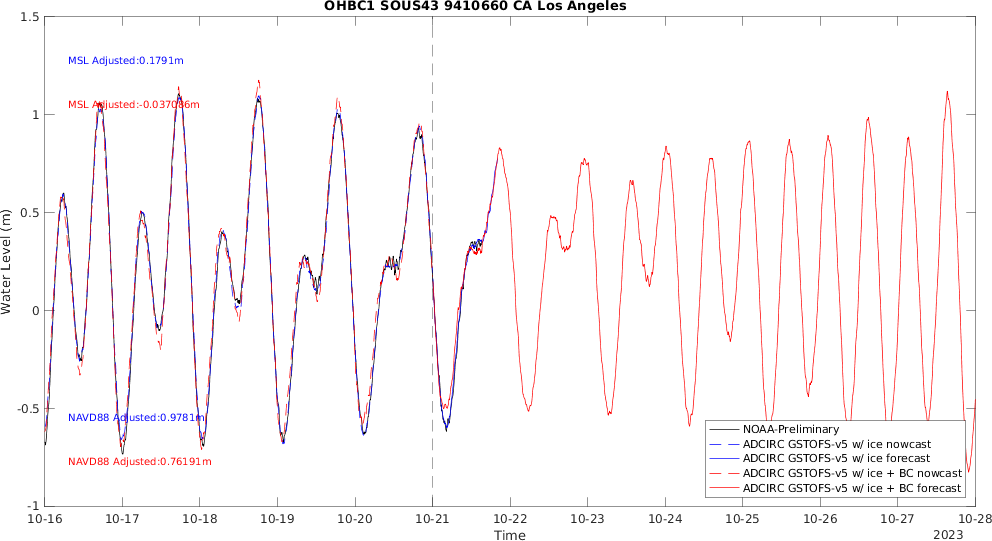 OHBC1 SOUS43 9410660 CA Los Angeles
1.5
1
0.5
0
-0.5
-1
Water Level (m)
MSL Adjusted:0.1791m
MSL Adjusted:-0.037086m
NAVD88 Adjusted:0.9781m
NAVD88 Adjusted:0.76191m
NOAA-Preliminary
ADCIRC GSTOFS-v5 w/ ice nowcast
ADCIRC GSTOFS-v5 w/ ice forecast
ADCIRC GSTOFS-v5 w/ ice + BC nowcast
ADCIRC GSTOFS-v5 w/ ice + BC forecast
10-16 10-17 10-18 10-19 10-20 10-21 10-22 10-23 10-24 10-25 10-26 10-27 10-28
Time
2023